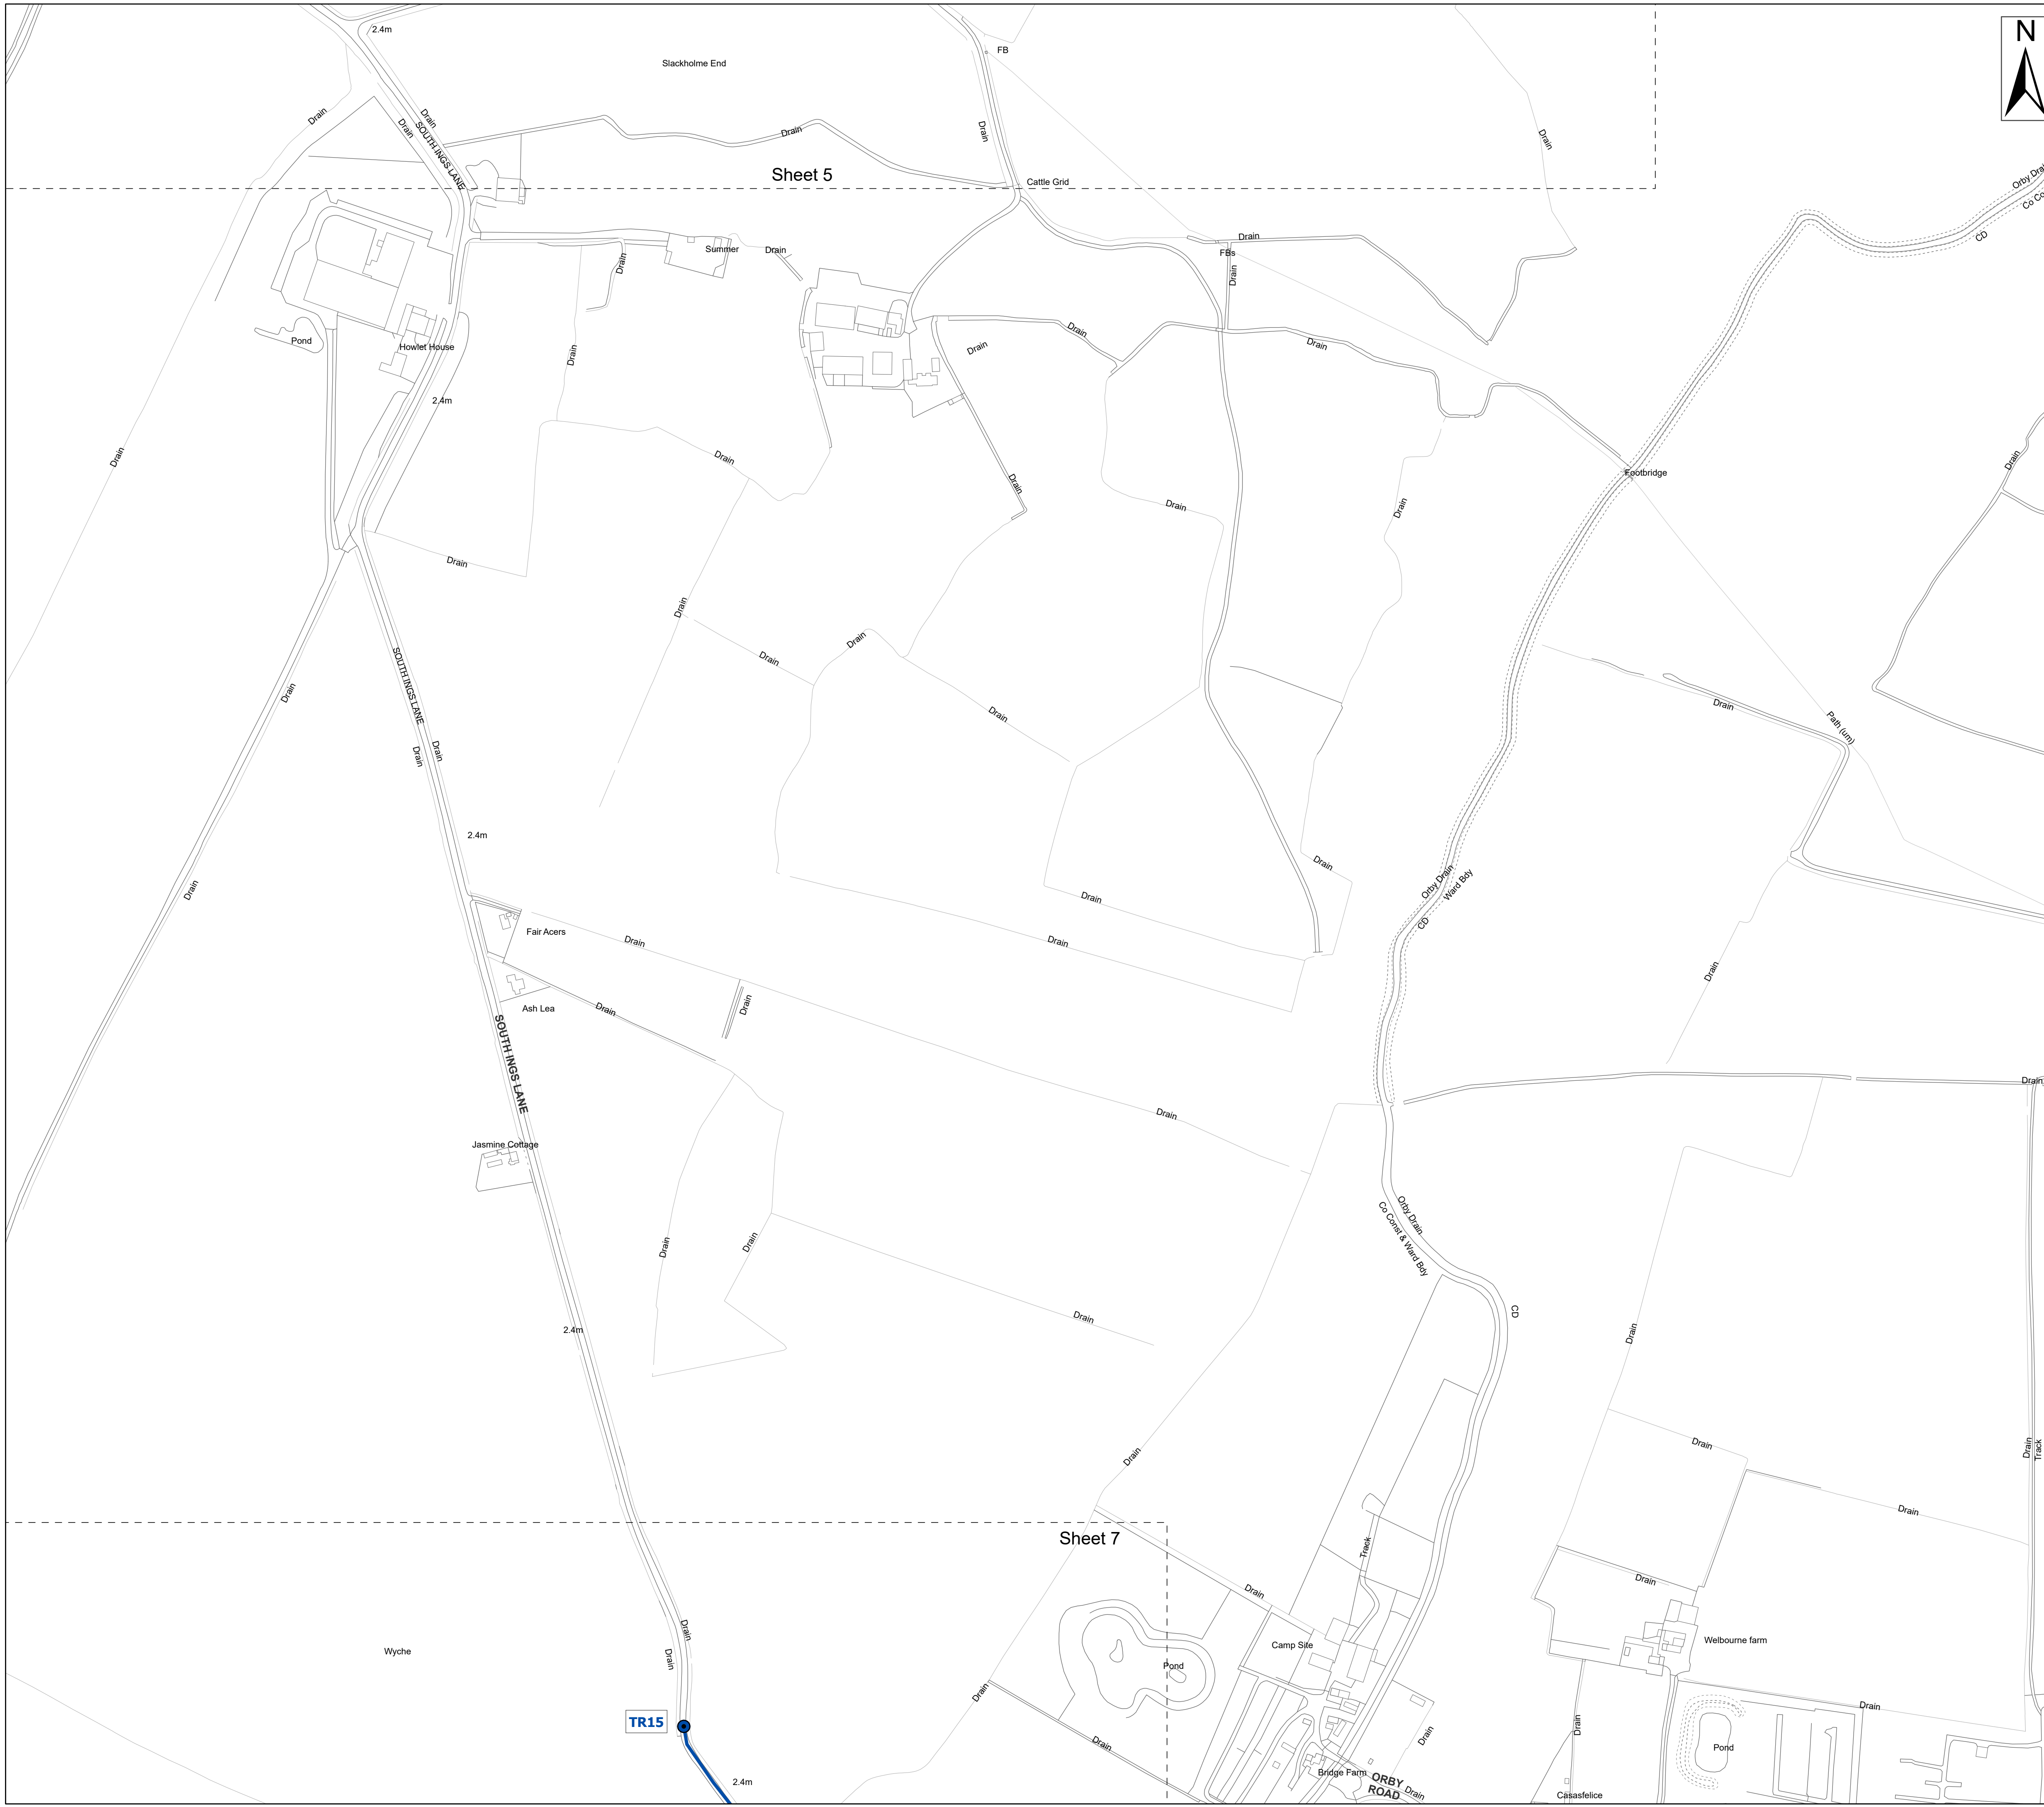 2.4m
FB
N
Slackholme End
Drain
Drain
Drain
SOUTH INGS LANE
Drain
Drain
Drain
Sheet 5
Cattle Grid
Orby Dra
Co Co
CD
Drain
FBs
Drain
Summer
Drain
Drain
Pond
Howlet House
Drain
Drain
Drain
Drain
2.4m
Drain
Drain
Drain
Footbridge
Drain
Drain
Drain
Drain
Drain
Drain
Drain
Drain
SOUTH INGS LANE
Drain
Drain
Drain
Path (um)
Drain
Drain
2.4m
Drain
Drain
Orby Drain
Ward Bdy
CD
Drain
Fair Acers
Drain
Drain
Drain
Ash Lea
Drain
Drain
SOUTH INGS LANE
Drain
Drain
Jasmine Cottage
Orby Drain
Co Const & Ward Bdy
Drain
Drain
CD
Drain
2.4m
Drain
Drain
Drain
Drain
Track
Drain
Sheet 7
Track
Drain
Drain
Drain
Drain
Wyche
Camp Site
Welbourne farm
Pond
Drain
Drain
TR15
Drain
Drain
Drain
Pond
2.4m
Bridge Farm
ORBY
ROAD
Drain
Casasfelice